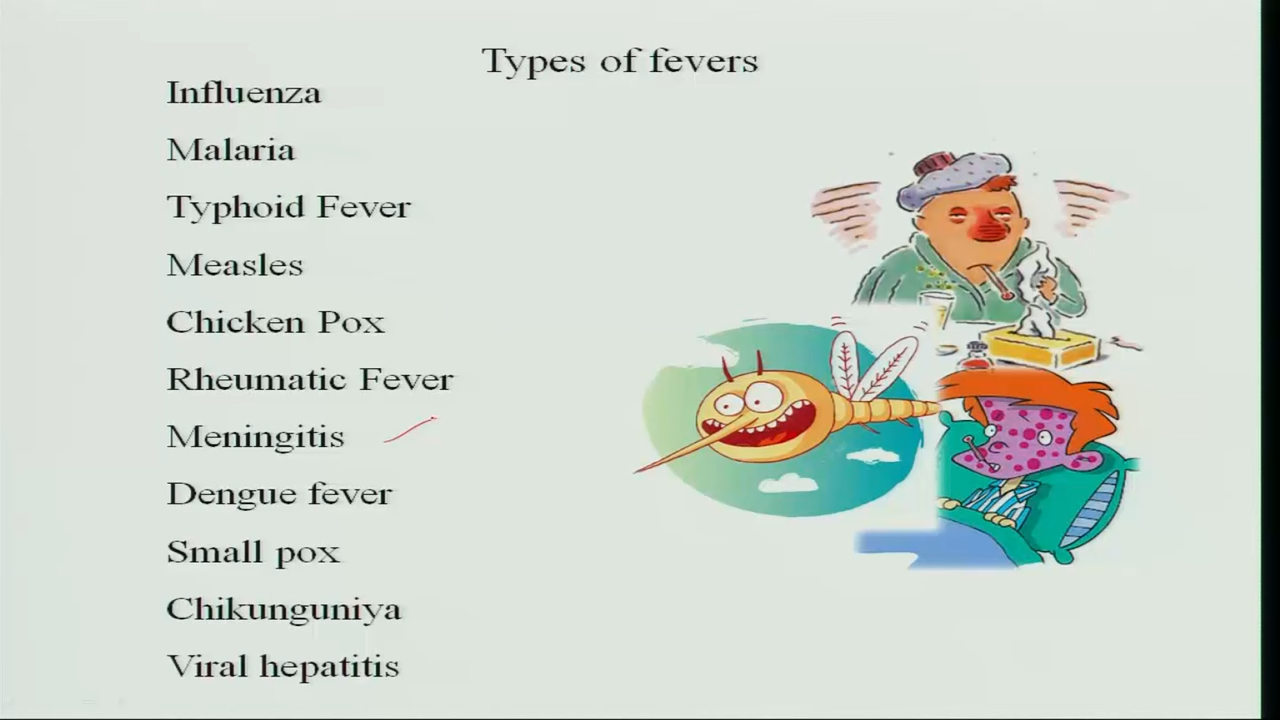 Types of fevers
Influenza
Malaria
Typhoid Fever
Measles
Chicken Pox
Rheumatic Fever
Meningitis
Dengue fever
Small pox
Chikunguniya
Viral hepatitis